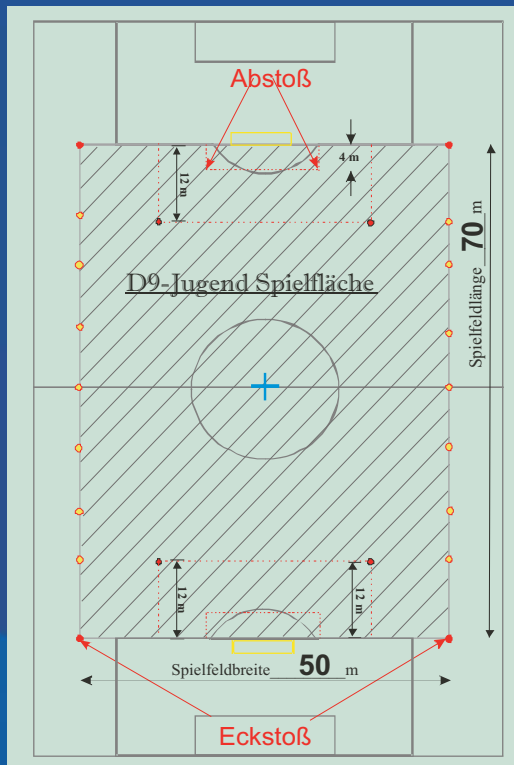 Abstoß
12 m
4 m
D9-Jugend Spielfläche
Spielfeldlänge 70 m
12 m
12 m
Spielfeldbreite 50 m
Eckstoß